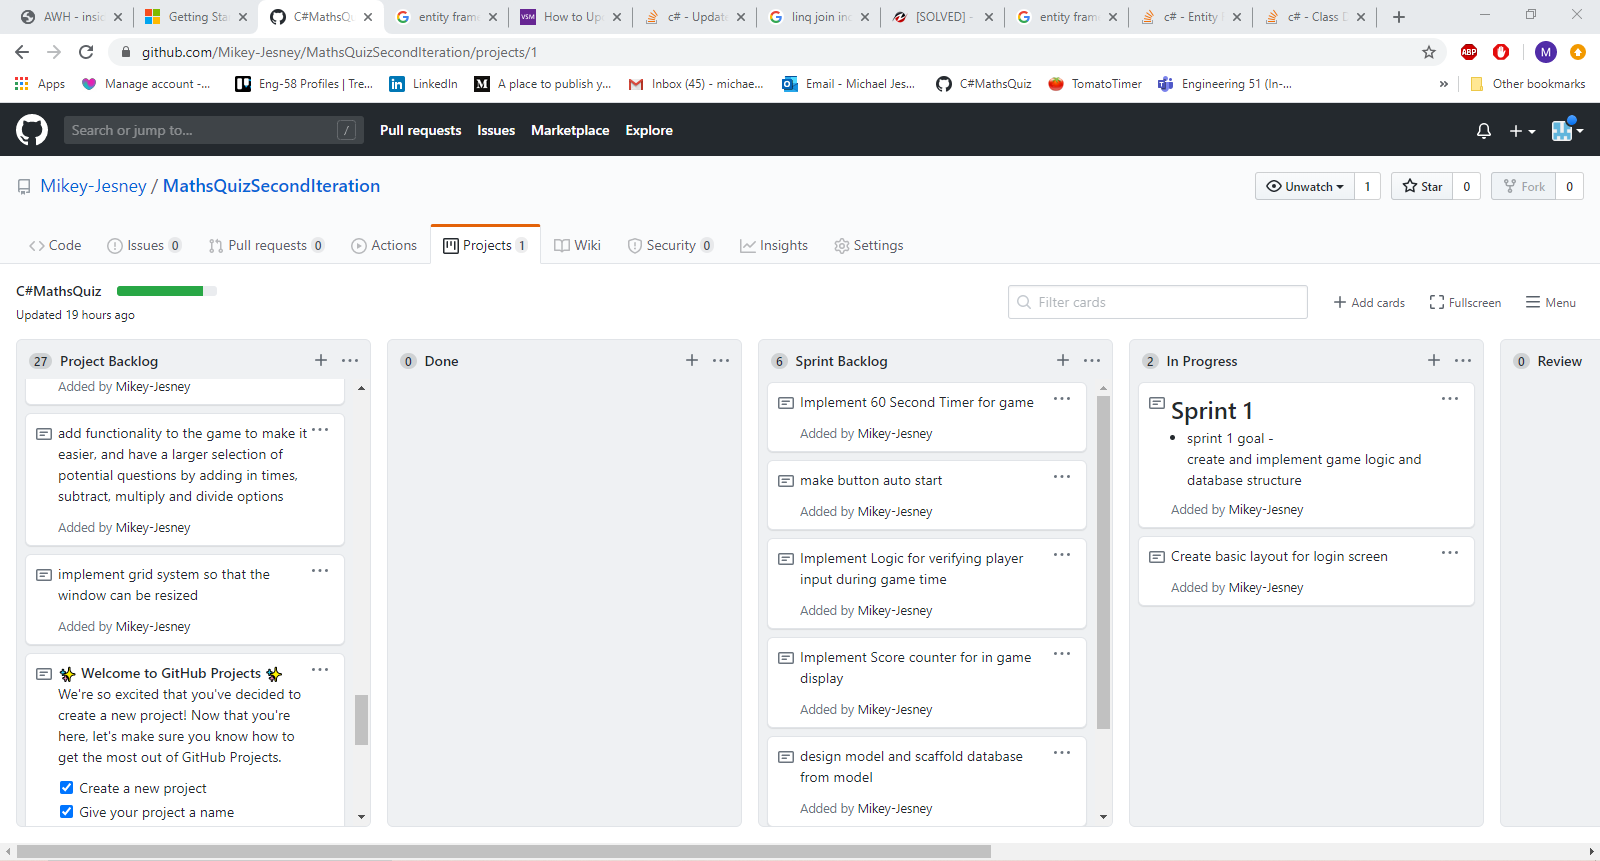 AWH - insi
Getting Sta
C#MathsQu
entity fram
How to Up
c# - Updat
linq join in
[SOLVED] -
entity fram
c# - Entity
c# - Class D
github.com/Mikey-Jesney/MathsQuizSecondIteration/projects/1
ABP
M
Apps
Manage account -...
Eng-58 Profiles | Tre...
LinkedIn
A place to publish y...
Inbox (45) - michae...
Email - Michael Jes...
C#MathsQuiz
TomatoTimer
Engineering 51 (In-...
»
Other bookmarks
Search or jump to...
/
Pull requests
Issues
Marketplace
Explore
Mikey-Jesney / MathsQuizSecondIteration
Unwatch 1
Star 0
Fork 0
Code
Issues 0
Pull requests 0
Actions
Projects 1
Wiki
Security 0
Insights
Settings
C#MathsQuiz
Updated 19 hours ago
Filter cards
Add cards
Fullscreen
Menu
27 Project Backlog
Added by Mikey-Jesney
add functionality to the game to make it
easier, and have a larger selection of
potential questions by adding in times,
subtract, multiply and divide options
Added by Mikey-Jesney
implement grid system so that the
window can be resized
Added by Mikey-Jesney
✨ Welcome to GitHub Projects ✨
We're so excited that you've decided to
create a new project! Now that you're
here, let's make sure you know how to
get the most out of GitHub Projects.
Create a new project
Give your project a name
0 Done
6 Sprint Backlog
Implement 60 Second Timer for game
Added by Mikey-Jesney
make button auto start
Added by Mikey-Jesney
Implement Logic for verifying player
input during game time
Added by Mikey-Jesney
Implement Score counter for in game
display
Added by Mikey-Jesney
design model and scaffold database
from model
Added by Mikey-Jesney
2 In Progress
Sprint 1
• sprint 1 goal -
create and implement game logic and
database structure
Added by Mikey-Jesney
Create basic layout for login screen
Added by Mikey-Jesney
0 Review